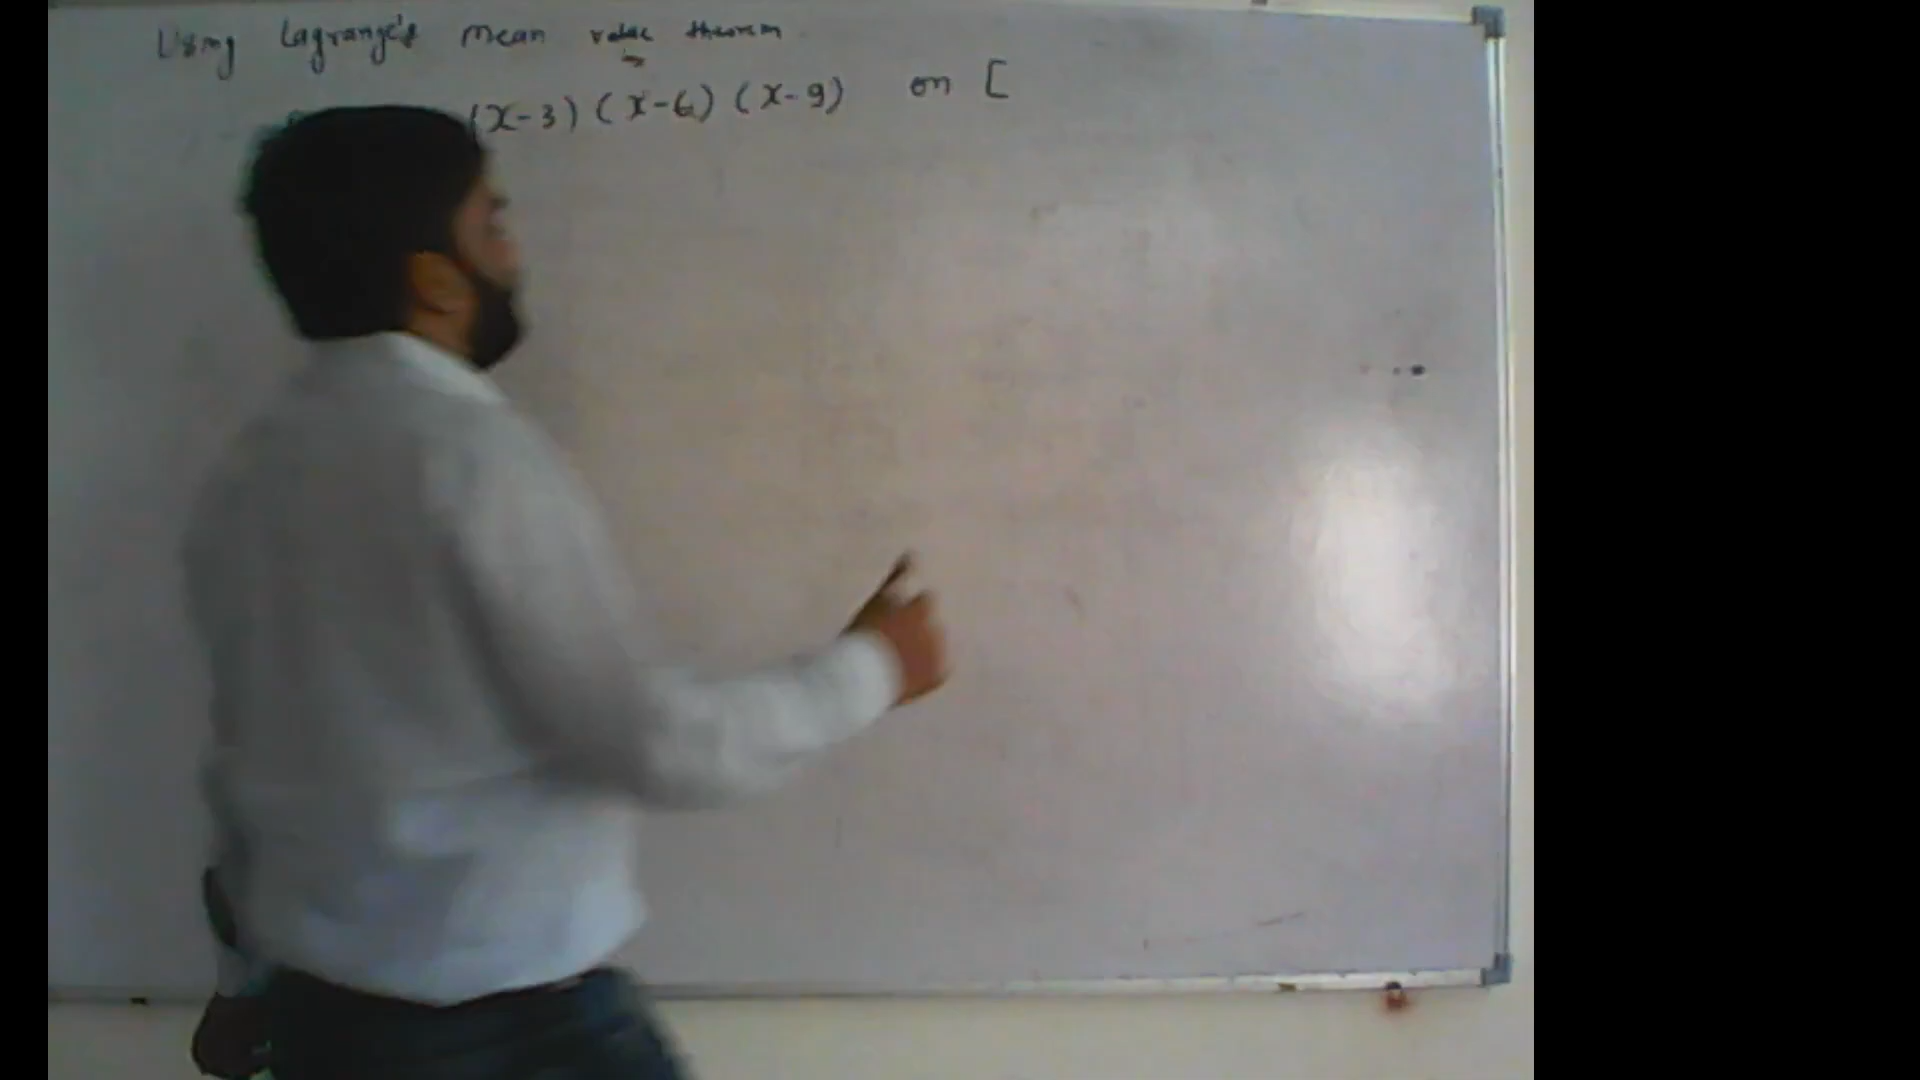 Using Lagrange's mean value theorem
(x-3) (x-6) (x-9) on [